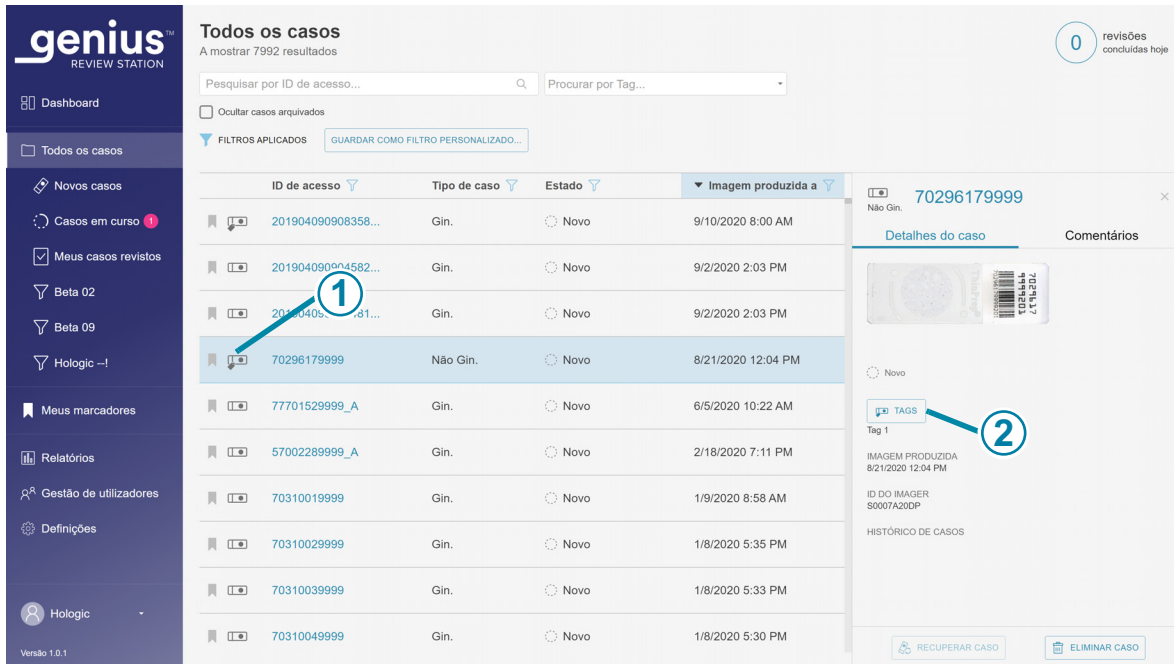 genius™
REVIEW STATION
Dashboard
Todos os casos
Novos casos
Casos em curso 1
Meus casos revistos
Beta 02
Beta 09
Hologic --!
Meus marcadores
Relatórios
Gestão de utilizadores
Definições
Hologic
Versão 1.0.1
Todos os casos
A mostrar 7992 resultados
0 revisões
concluídas hoje
Pesquisar por ID de acesso... Procurar por Tag...
Ocultar casos arquivados
FILTROS APLICADOS GUARDAR COMO FILTRO PERSONALIZADO...
ID de acesso Tipo de caso Estado Imagem produzida a
201904090908358... Gin. Novo 9/10/2020 8:00 AM
201904090904582... Gin. Novo 9/2/2020 2:03 PM
Gin. Novo 9/2/2020 2:03 PM
70296179999 Não Gin. Novo 8/21/2020 12:04 PM
77701529999_A Gin. Novo 6/5/2020 10:22 AM
57002289999_A Gin. Novo 2/18/2020 7:11 PM
70310019999 Gin. Novo 1/9/2020 8:58 AM
70310029999 Gin. Novo 1/8/2020 5:35 PM
70310039999 Gin. Novo 1/8/2020 5:33 PM
70310049999 Gin. Novo 1/8/2020 5:30 PM
1
Não Gin.
70296179999
Detalhes do caso Comentários
ThinPrep
7029617
9999201
Novo
TAGS
2
Tag 1
IMAGEM PRODUZIDA
8/21/2020 12:04 PM
ID DO IMAGER
S0007A20DP
HISTÓRICO DE CASOS
RECUPERAR CASO ELIMINAR CASO